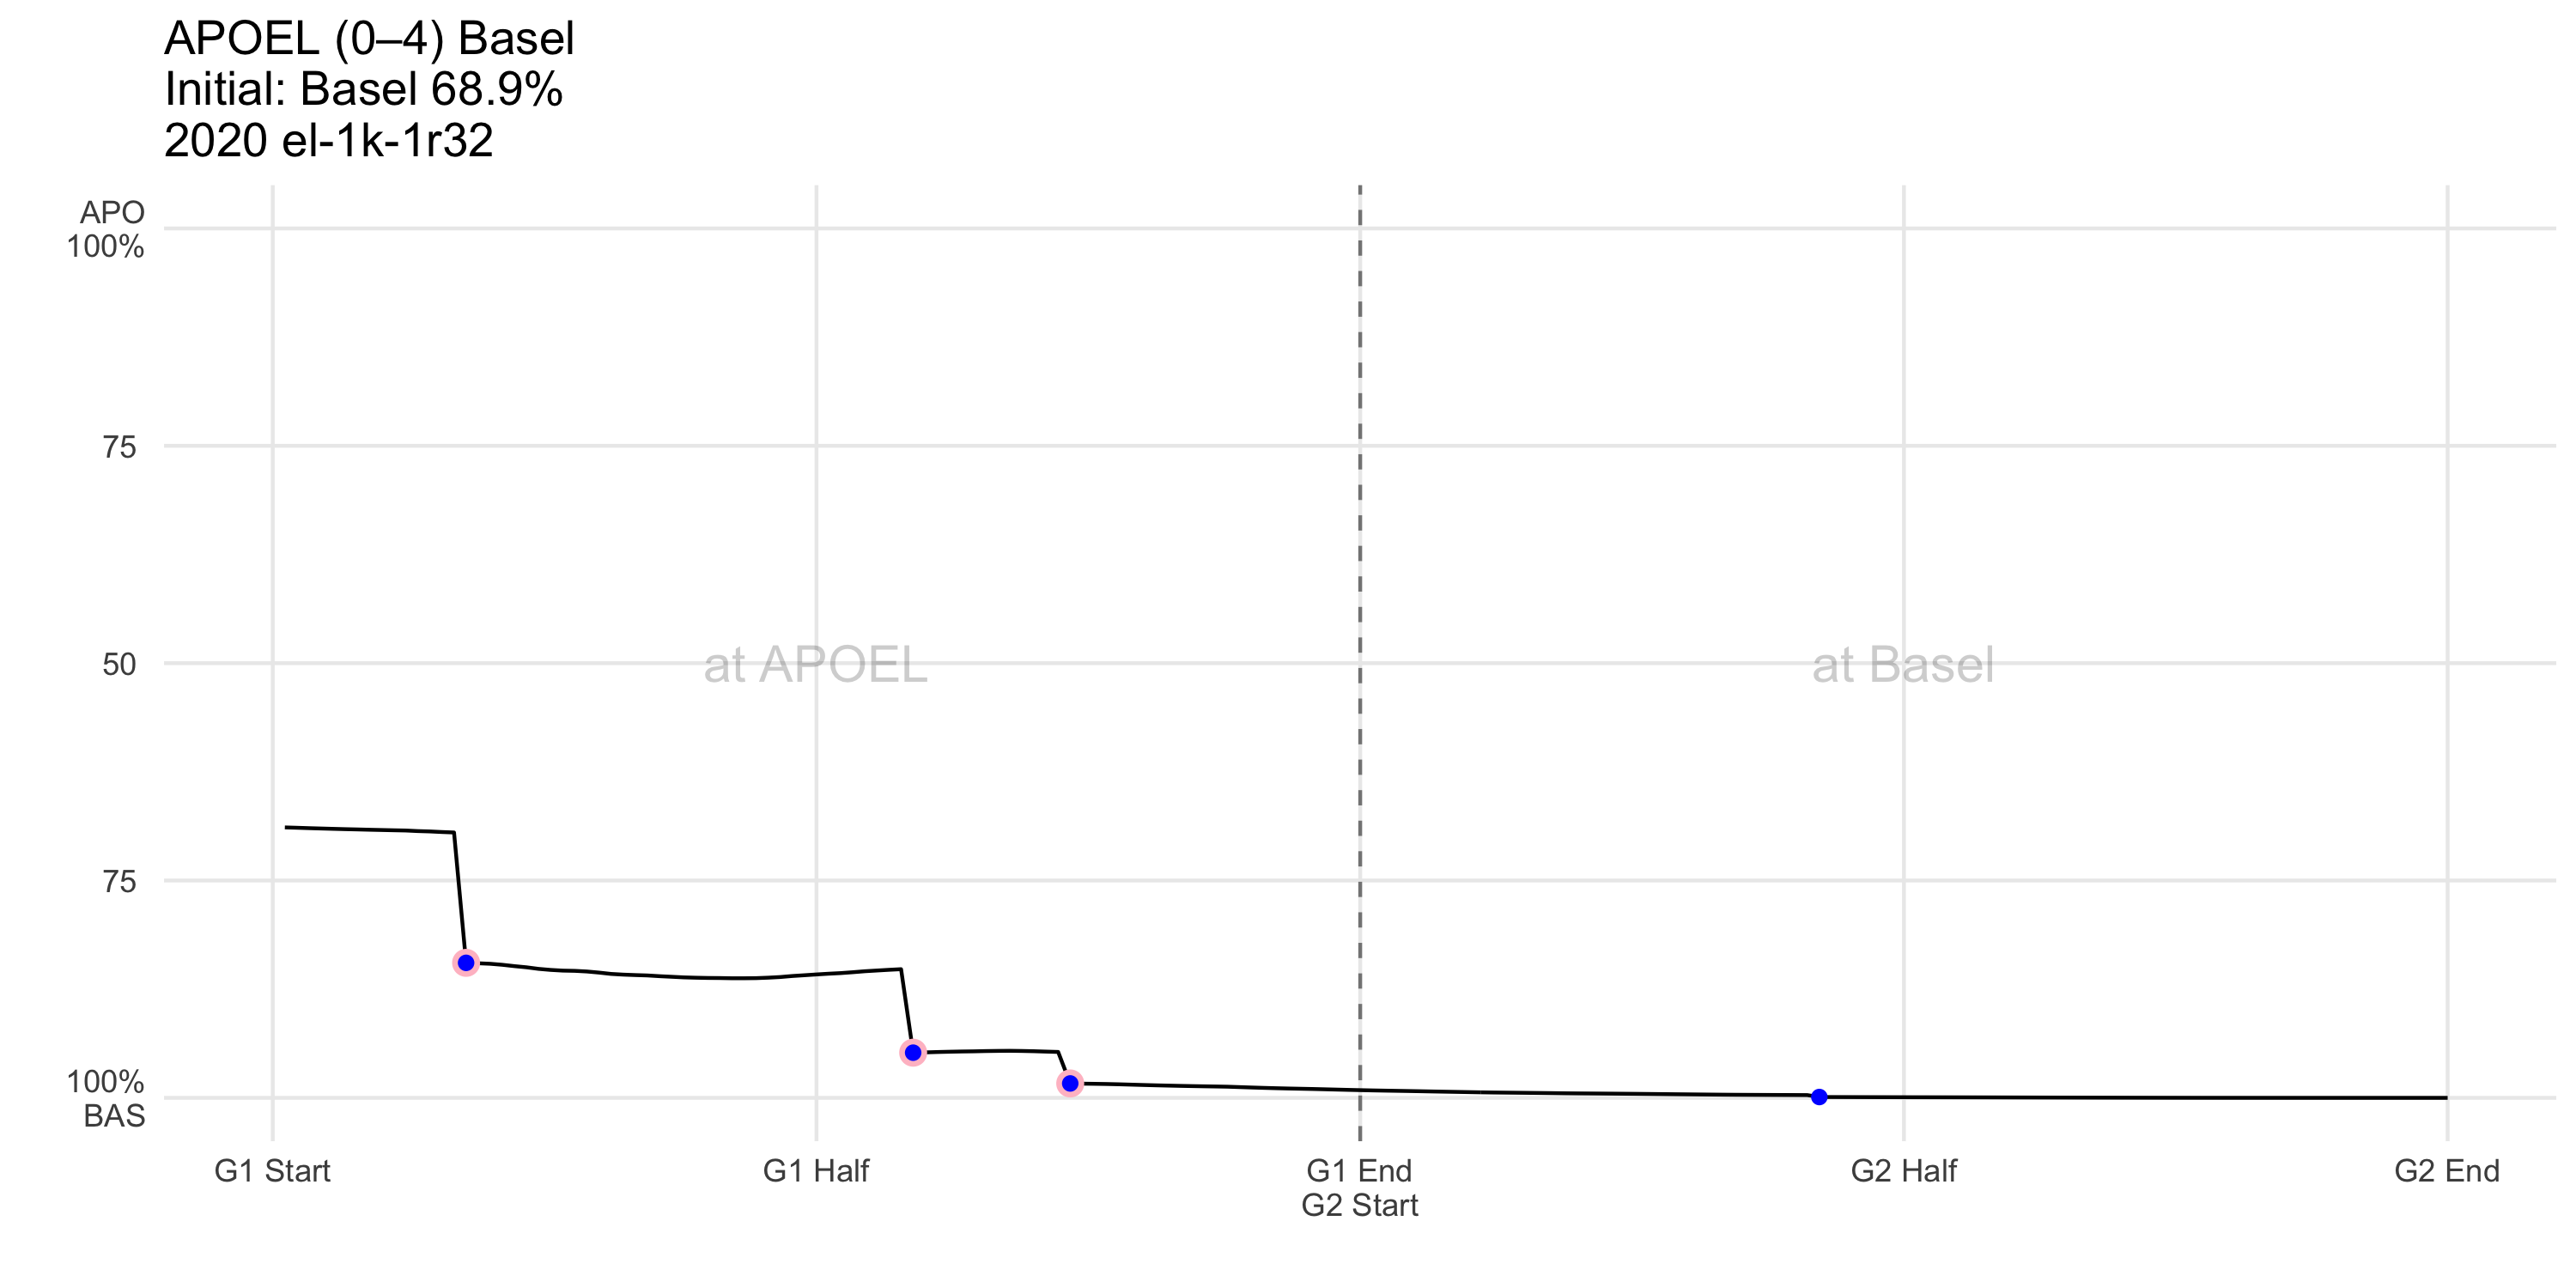 APOEL (0–4) Basel
Initial: Basel 68.9%
2020 el-1k-1r32
APO
100%
75
50
75
100%
BAS
at APOEL
at Basel
G1 Start
G1 Half
G1 End
G2 Start
G2 Half
G2 End